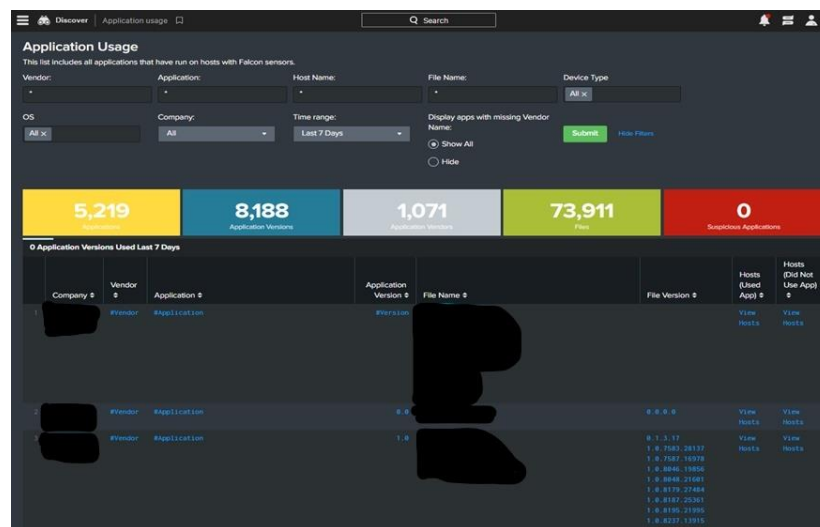 Discover Application usage Search
Application Usage
This list includes all applications that have run on hosts with Falcon sensors.
Vendor: Application: Host Name: File Name: Device Type
* * * * All ×
OS Company: Time range: Display apps with missing Vendor
Name:
All × All Last 7 Days Submit Hide Filters
Show All
Hide
5,219 8,188 1,071 73,911 0
Applications Application Versions Application Vendors Files Suspicious Applications
0 Application Versions Used Last 7 Days
Company Vendor Application Application Version File Name File Version Hosts (Used App) Hosts (Did Not Use App)
1 #Vendor #Application #Version View Hosts View Hosts
2 #Vendor #Application 0.0 0.0.0.0 View Hosts View Hosts
3 #Vendor #Application 1.0 0.1.3.17 View Hosts View Hosts
1.0.7583.28137
1.0.7587.16978
1.0.8046.19856
1.0.8048.21601
1.0.8179.27484
1.0.8187.25361
1.0.8195.21995
1.0.8237.13915